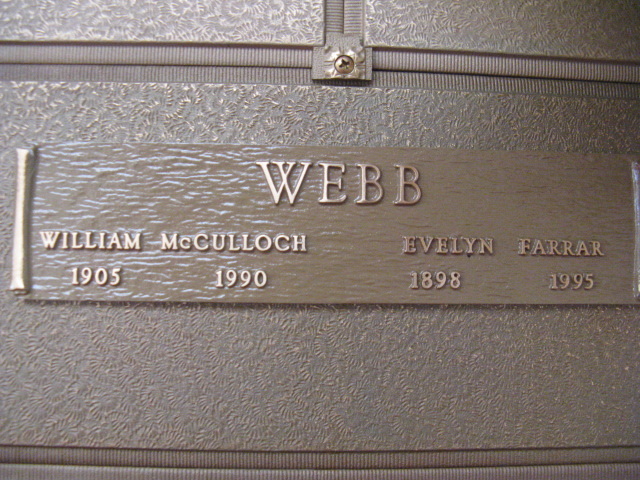 WEBB
WILLIAM McCULLOCH EVELYN FARRAR
1905 1990 1898 1995